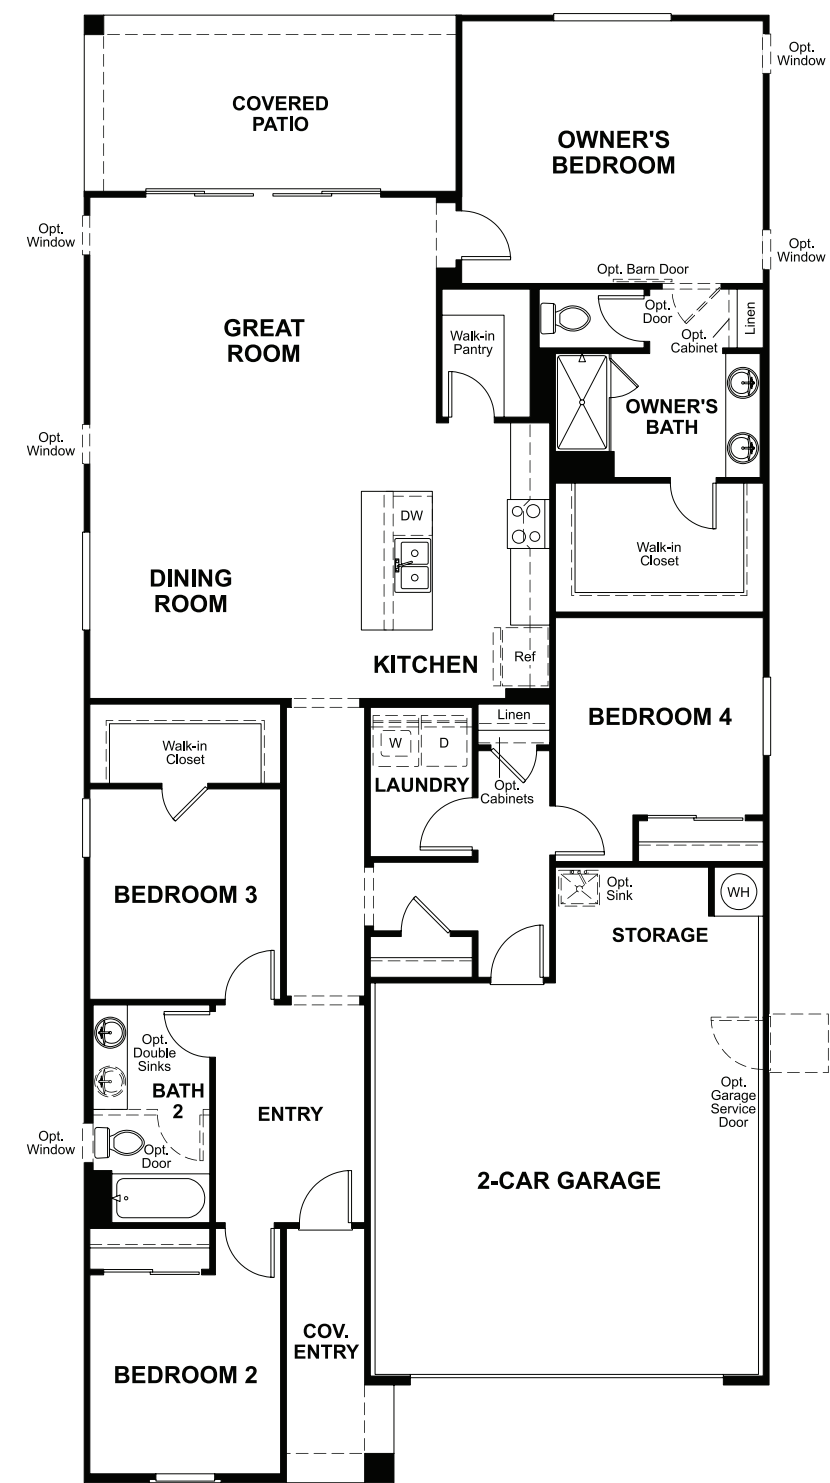 COVERED
PATIO
OWNER'S
BEDROOM
Opt.
Window
Opt.
Window
Opt.
Window
Opt. Barn Door
GREAT
ROOM
Walk-in
Pantry
Opt.
Door
Opt.
Cabinet
Linen
OWNER'S
BATH
Opt.
Window
DW
Walk-in
Closet
DINING
ROOM
KITCHEN
Ref
Linen
BEDROOM 4
Walk-in
Closet
W
D
LAUNDRY
Opt.
Cabinets
BEDROOM 3
Opt.
Sink
WH
STORAGE
Opt.
Double
Sinks
BATH
2
ENTRY
Opt.
Garage
Service
Door
Opt.
Window
Opt.
Door
2-CAR GARAGE
COV.
ENTRY
BEDROOM 2